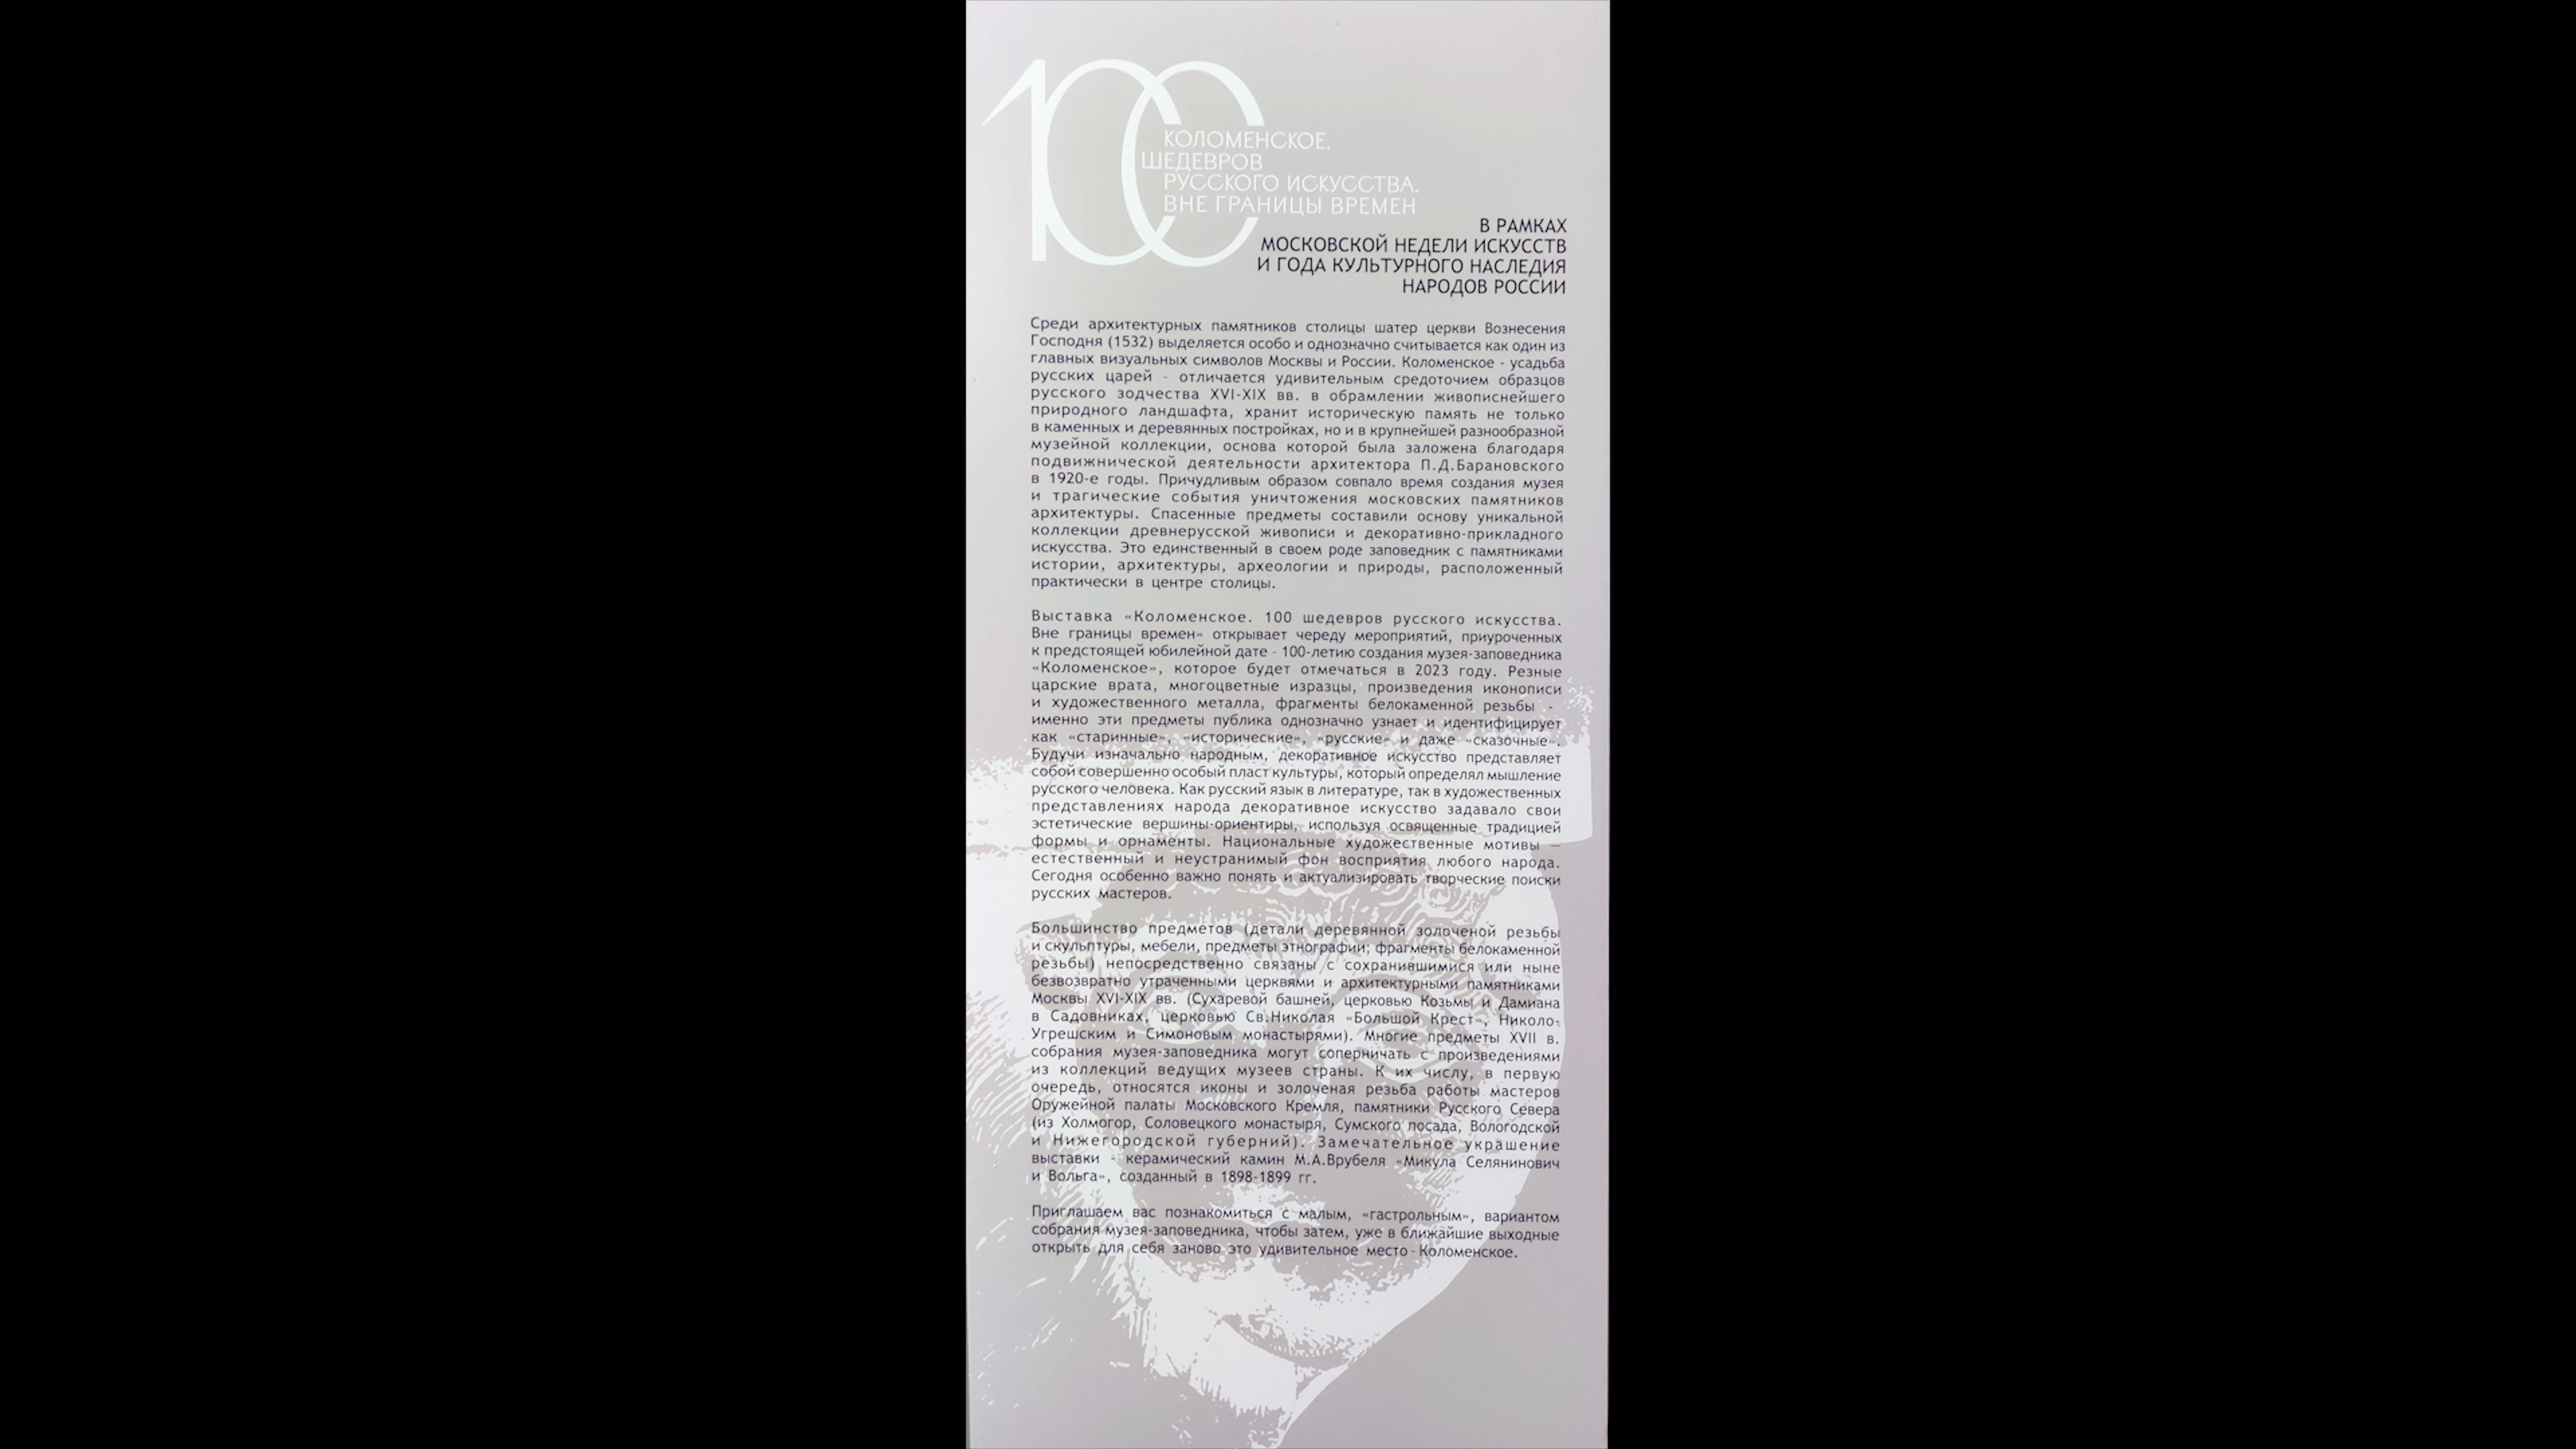 100
КОЛОМЕНСКОЕ.
ШЕДЕВРОВ
РУССКОГО ИСКУССТВА.
ВНЕ ГРАНИЦЫ ВРЕМЕН
В РАМКАХ
МОСКОВСКОЙ НЕДЕЛИ ИСКУССТВ
И ГОДА КУЛЬТУРНОГО НАСЛЕДИЯ
НАРОДОВ РОССИИ
Среди архитектурных памятников столицы шатер церкви Вознесения
Господня (1532) выделяется особо и однозначно считывается как один из
главных визуальных символов Москвы и России. Коломенское - усадьба
русских царей - отличается удивительным средоточием образцов
русского зодчества XVI-XIX вв. в обрамлении живописнейшего
природного ландшафта, хранит историческую память не только
в каменных и деревянных постройках, но и в крупнейшей разнообразной
музейной коллекции, основа которой была заложена благодаря
подвижнической деятельности архитектора П.Д.Барановского
в 1920-е годы. Причудливым образом совпало время создания музея
и трагические события уничтожения московских памятников
архитектуры. Спасенные предметы составили основу уникальной
коллекции древнерусской живописи и декоративно-прикладного
искусства. Это единственный в своем роде заповедник с памятниками
истории, архитектуры, археологии и природы, расположенный
практически в центре столицы.
Выставка «Коломенское. 100 шедевров русского искусства.
Вне границы времен» открывает череду мероприятий, приуроченных
к предстоящей юбилейной дате - 100-летию создания музея-заповедника
«Коломенское», которое будет отмечаться в 2023 году. Резные
царские врата, многоцветные изразцы, произведения иконописи
и художественного металла, фрагменты белокаменной резьбы -
именно эти предметы публика однозначно узнает и идентифицирует
как «старинные», «исторические», «русские» и даже «сказочные».
Будучи изначально народным, декоративное искусство представляет
собой совершенно особый пласт культуры, который определял мышление
русского человека. Как русский язык в литературе, так в художественных
представлениях народа декоративное искусство задавало свои
эстетические вершины-ориентиры, используя освященные традицией
формы и орнаменты. Национальные художественные мотивы —
естественный и неустранимый фон восприятия любого народа.
Сегодня особенно важно понять и актуализировать творческие поиски
русских мастеров.
Большинство предметов (детали деревянной золоченой резьбы
и скульптуры, мебели, предметы этнографии; фрагменты белокаменной
резьбы) непосредственно связаны с сохранившимися или ныне
безвозвратно утраченными церквями и архитектурными памятниками
Москвы XVI-XIX вв. (Сухаревой башней, церковью Козьмы и Дамиана
в Садовниках, церковью Св.Николая «Большой Крест», Николо-
Угрешским и Симоновым монастырями). Многие предметы XVII в.
собрания музея-заповедника могут соперничать с произведениями
из коллекций ведущих музеев страны. К их числу, в первую
очередь, относятся иконы и золоченая резьба работы мастеров
Оружейной палаты Московского Кремля, памятники Русского Севера
(из Холмогор, Соловецкого монастыря, Сумского посада, Вологодской
и Нижегородской губерний). Замечательное украшение
выставки - керамический камин М.А.Врубеля «Микула Селянинович
и Вольга», созданный в 1898-1899 гг.
Приглашаем вас познакомиться с малым, «гастрольным», вариантом
собрания музея-заповедника, чтобы затем, уже в ближайшие выходные
открыть для себя заново это удивительное место - Коломенское.